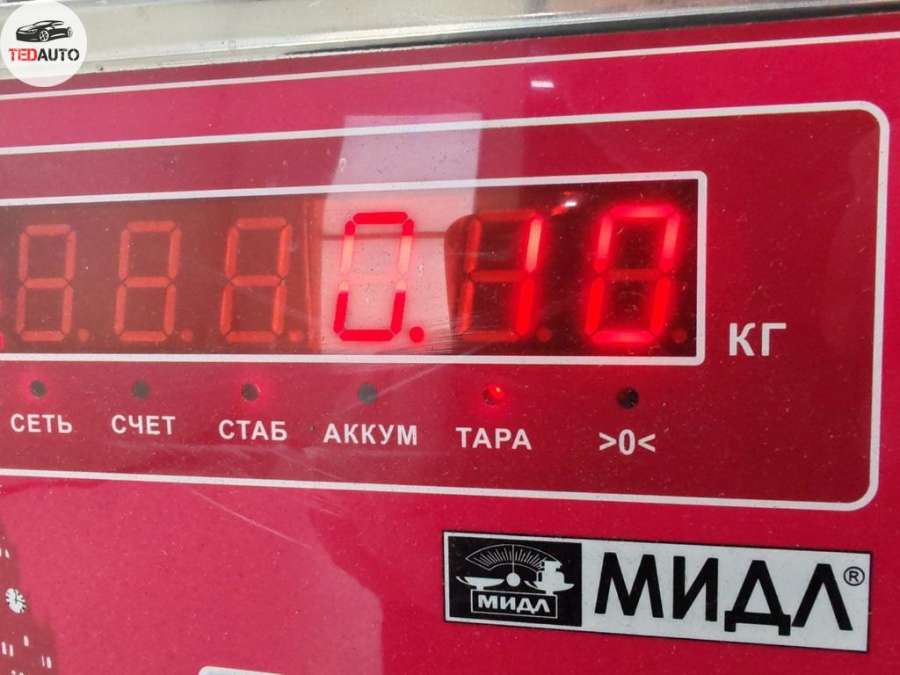 TEDAUTO
0.10
КГ
СЕТЬ СЧЕТ СТАБ АККУМ ТАРА >0<
МИДЛ МИДЛ®